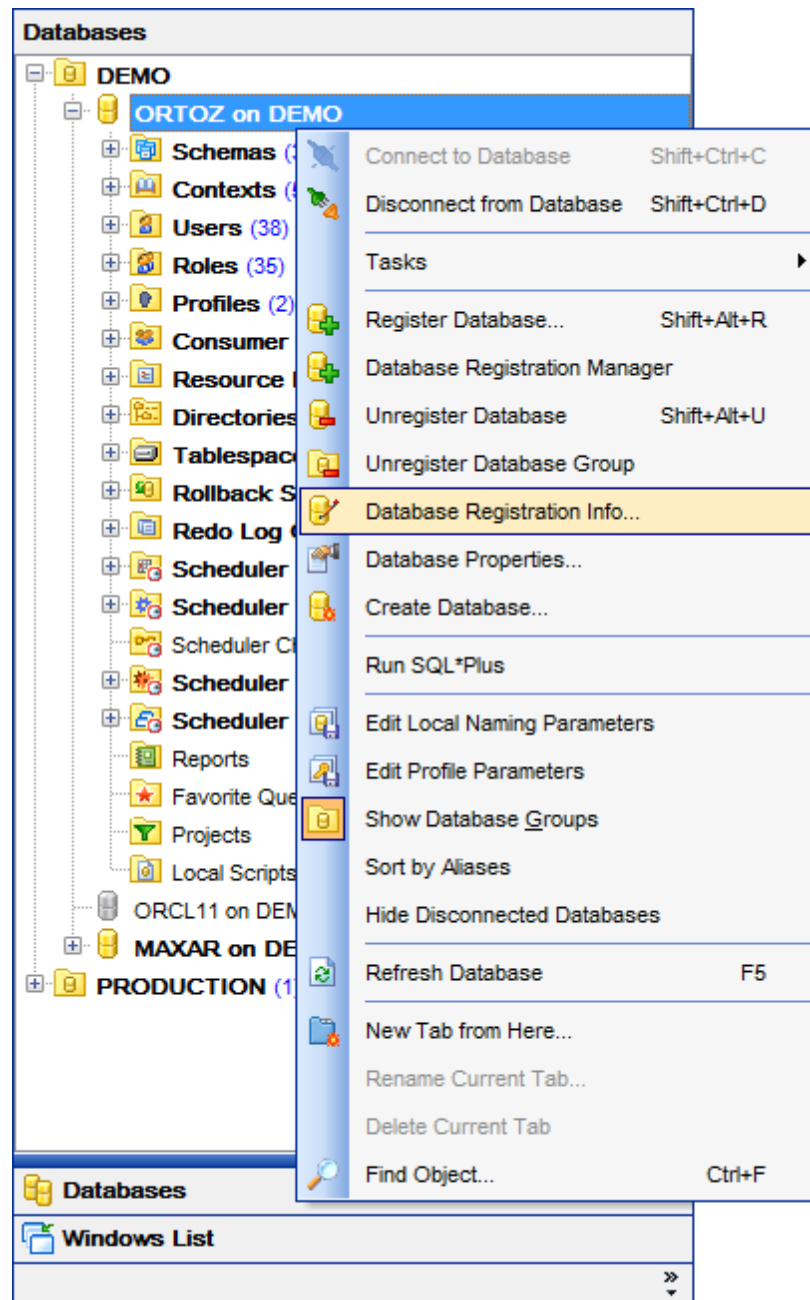 Databases
DEMO
ORTOZ on DEMO
Schemas
Contexts
Users (38)
Roles (35)
Profiles (2)
Consumer
Resource
Directories
Rollback
Redo Log
Scheduler
Scheduler
Scheduler
Scheduler
Scheduler
Reports
Favorite
Projects
Local Scripts
ORCL11 on
MAXAR on
PRODUCTION (1)
Connect to Database Shift+Ctrl+C
Disconnect from Database Shift+Ctrl+D
Tasks
Register Database... Shift+Alt+R
Database Registration Manager
Unregister Database Shift+Alt+U
Unregister Database Group
Database Registration Info...
Database Properties...
Create Database...
Run SQL*Plus
Edit Local Naming Parameters
Edit Profile Parameters
Show Database Groups
Sort by Aliases
Hide Disconnected Databases
Refresh Database F5
New Tab from Here...
Rename Current Tab...
Delete Current Tab
Find Object... Ctrl+F
Databases
Windows List